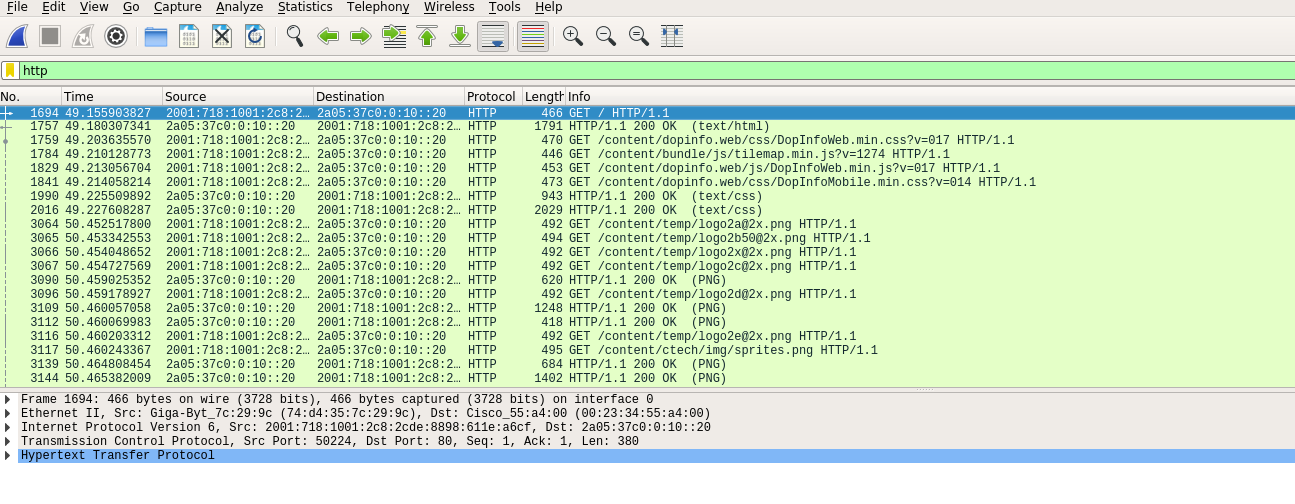 File Edit View Go Capture Analyze Statistics Telephony Wireless Tools Help
http
No. Time Source Destination Protocol Length Info
1694 49.155903827 2001:718:1001:2c8:2… 2a05:37c0:0:10::20 HTTP 466 GET / HTTP/1.1
1757 49.180307341 2a05:37c0:0:10::20 2001:718:1001:2c8:2… HTTP 1791 HTTP/1.1 200 OK (text/html)
1759 49.203635570 2001:718:1001:2c8:2… 2a05:37c0:0:10::20 HTTP 470 GET /content/dopinfo.web/css/DopInfoWeb.min.css?v=017 HTTP/1.1
1784 49.210128773 2001:718:1001:2c8:2… 2a05:37c0:0:10::20 HTTP 446 GET /content/bundle/js/tilemap.min.js?v=1274 HTTP/1.1
1829 49.213056704 2001:718:1001:2c8:2… 2a05:37c0:0:10::20 HTTP 453 GET /content/dopinfo.web/js/DopInfoWeb.min.js?v=017 HTTP/1.1
1841 49.214058214 2001:718:1001:2c8:2… 2a05:37c0:0:10::20 HTTP 473 GET /content/dopinfo.web/css/DopInfoMobile.min.css?v=014 HTTP/1.1
1990 49.225509892 2a05:37c0:0:10::20 2001:718:1001:2c8:2… HTTP 943 HTTP/1.1 200 OK (text/css)
2016 49.227608287 2a05:37c0:0:10::20 2001:718:1001:2c8:2… HTTP 2029 HTTP/1.1 200 OK (text/css)
3064 50.452517800 2001:718:1001:2c8:2… 2a05:37c0:0:10::20 HTTP 492 GET /content/temp/logo2a@2x.png HTTP/1.1
3065 50.453342553 2001:718:1001:2c8:2… 2a05:37c0:0:10::20 HTTP 494 GET /content/temp/logo2b50@2x.png HTTP/1.1
3066 50.454048652 2001:718:1001:2c8:2… 2a05:37c0:0:10::20 HTTP 492 GET /content/temp/logo2x@2x.png HTTP/1.1
3067 50.454727569 2001:718:1001:2c8:2… 2a05:37c0:0:10::20 HTTP 492 GET /content/temp/logo2c@2x.png HTTP/1.1
3090 50.459025352 2a05:37c0:0:10::20 2001:718:1001:2c8:2… HTTP 620 HTTP/1.1 200 OK (PNG)
3096 50.459178927 2001:718:1001:2c8:2… 2a05:37c0:0:10::20 HTTP 492 GET /content/temp/logo2d@2x.png HTTP/1.1
3109 50.460057058 2a05:37c0:0:10::20 2001:718:1001:2c8:2… HTTP 1248 HTTP/1.1 200 OK (PNG)
3112 50.460069983 2a05:37c0:0:10::20 2001:718:1001:2c8:2… HTTP 418 HTTP/1.1 200 OK (PNG)
3116 50.460203312 2001:718:1001:2c8:2… 2a05:37c0:0:10::20 HTTP 492 GET /content/temp/logo2e@2x.png HTTP/1.1
3117 50.460243367 2001:718:1001:2c8:2… 2a05:37c0:0:10::20 HTTP 495 GET /content/ctech/img/sprites.png HTTP/1.1
3139 50.464808454 2a05:37c0:0:10::20 2001:718:1001:2c8:2… HTTP 684 HTTP/1.1 200 OK (PNG)
3144 50.465382009 2a05:37c0:0:10::20 2001:718:1001:2c8:2… HTTP 1402 HTTP/1.1 200 OK (PNG)
Frame 1694: 466 bytes on wire (3728 bits), 466 bytes captured (3728 bits) on interface 0
Ethernet II, Src: Giga-Byt_7c:29:9c (74:d4:35:7c:29:9c), Dst: Cisco_55:a4:00 (00:23:34:55:a4:00)
Internet Protocol Version 6, Src: 2001:718:1001:2c8:2cde:8898:611e:a6cf, Dst: 2a05:37c0:0:10::20
Transmission Control Protocol, Src Port: 50224, Dst Port: 80, Seq: 1, Ack: 1, Len: 380
Hypertext Transfer Protocol